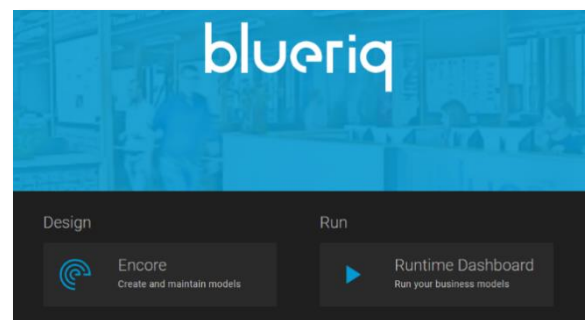 blueriq
Design
Run
Encore
Create and maintain models
Runtime Dashboard
Run your business models